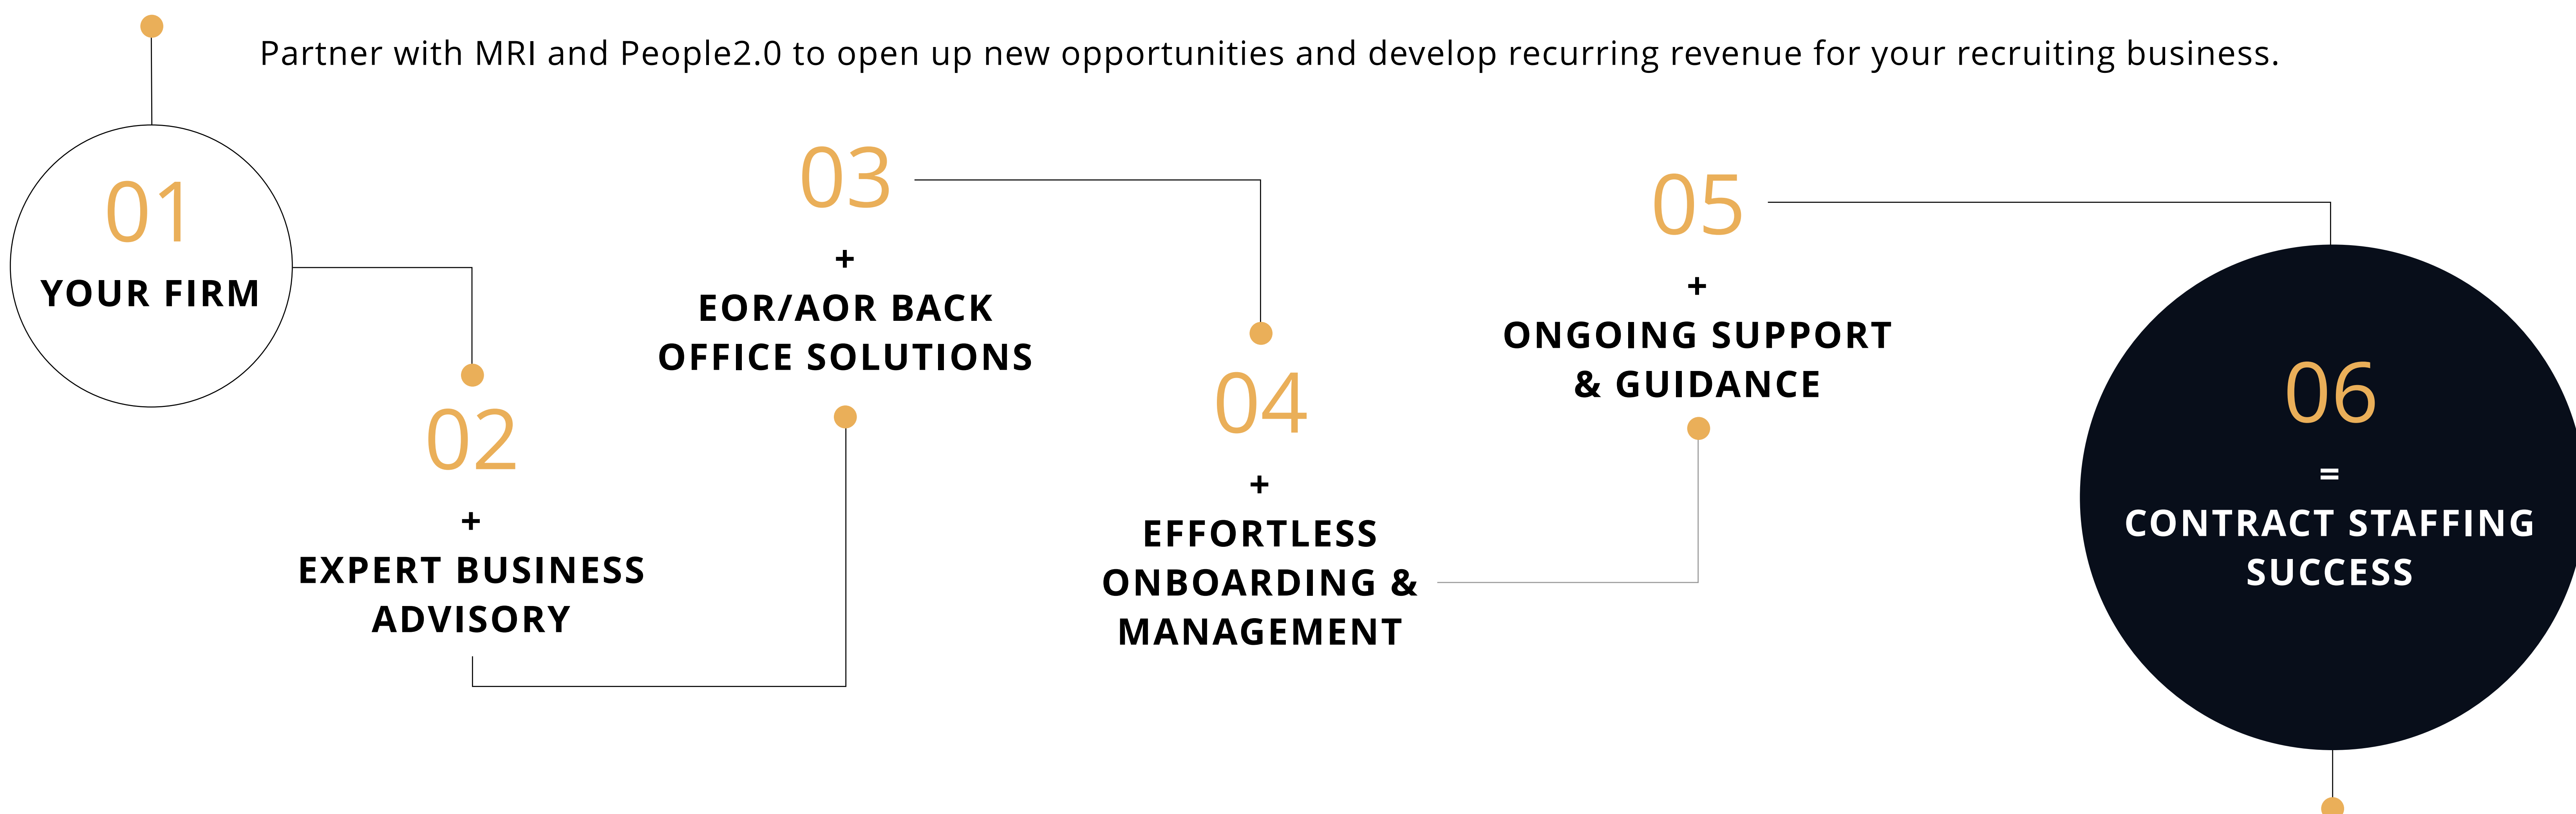 Partner with MRI and People2.0 to open up new opportunities and develop recurring revenue for your recruiting business.
01
YOUR FIRM
02
+
EXPERT BUSINESS
ADVISORY
03
+
EOR/AOR BACK
OFFICE SOLUTIONS
04
+
EFFORTLESS
ONBOARDING &
MANAGEMENT
05
+
ONGOING SUPPORT
& GUIDANCE
06
=
CONTRACT STAFFING
SUCCESS